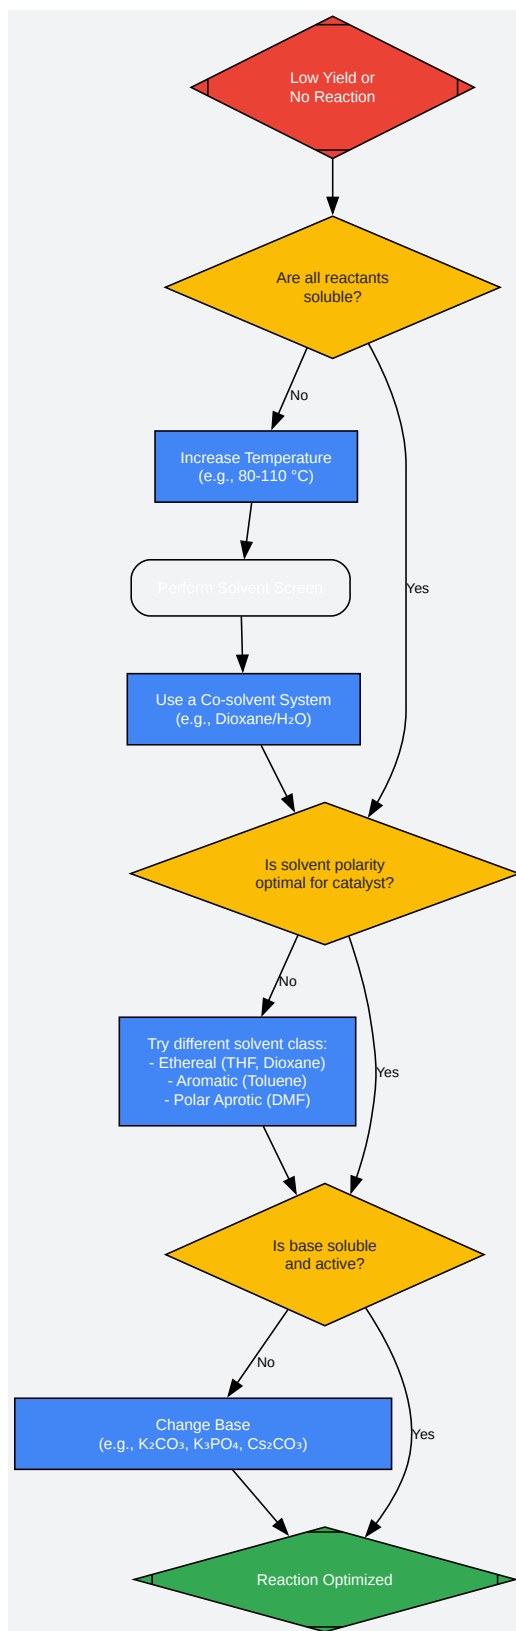 Low Yield or
No Reaction
Are all reactants
soluble?
No
Increase Temperature
(e.g., 80-110 °C)
Perform Solvent Screen
Yes
Use a Co-solvent System
(e.g., Dioxane/H₂O)
Is solvent polarity
optimal for catalyst?
No
Try different solvent class:
- Ethereal (THF, Dioxane)
- Aromatic (Toluene)
- Polar Aprotic (DMF)
Yes
Is base soluble
and active?
No
Change Base
(e.g., K₂CO₃, K₃PO₄, Cs₂CO₃)
Yes
Reaction Optimized